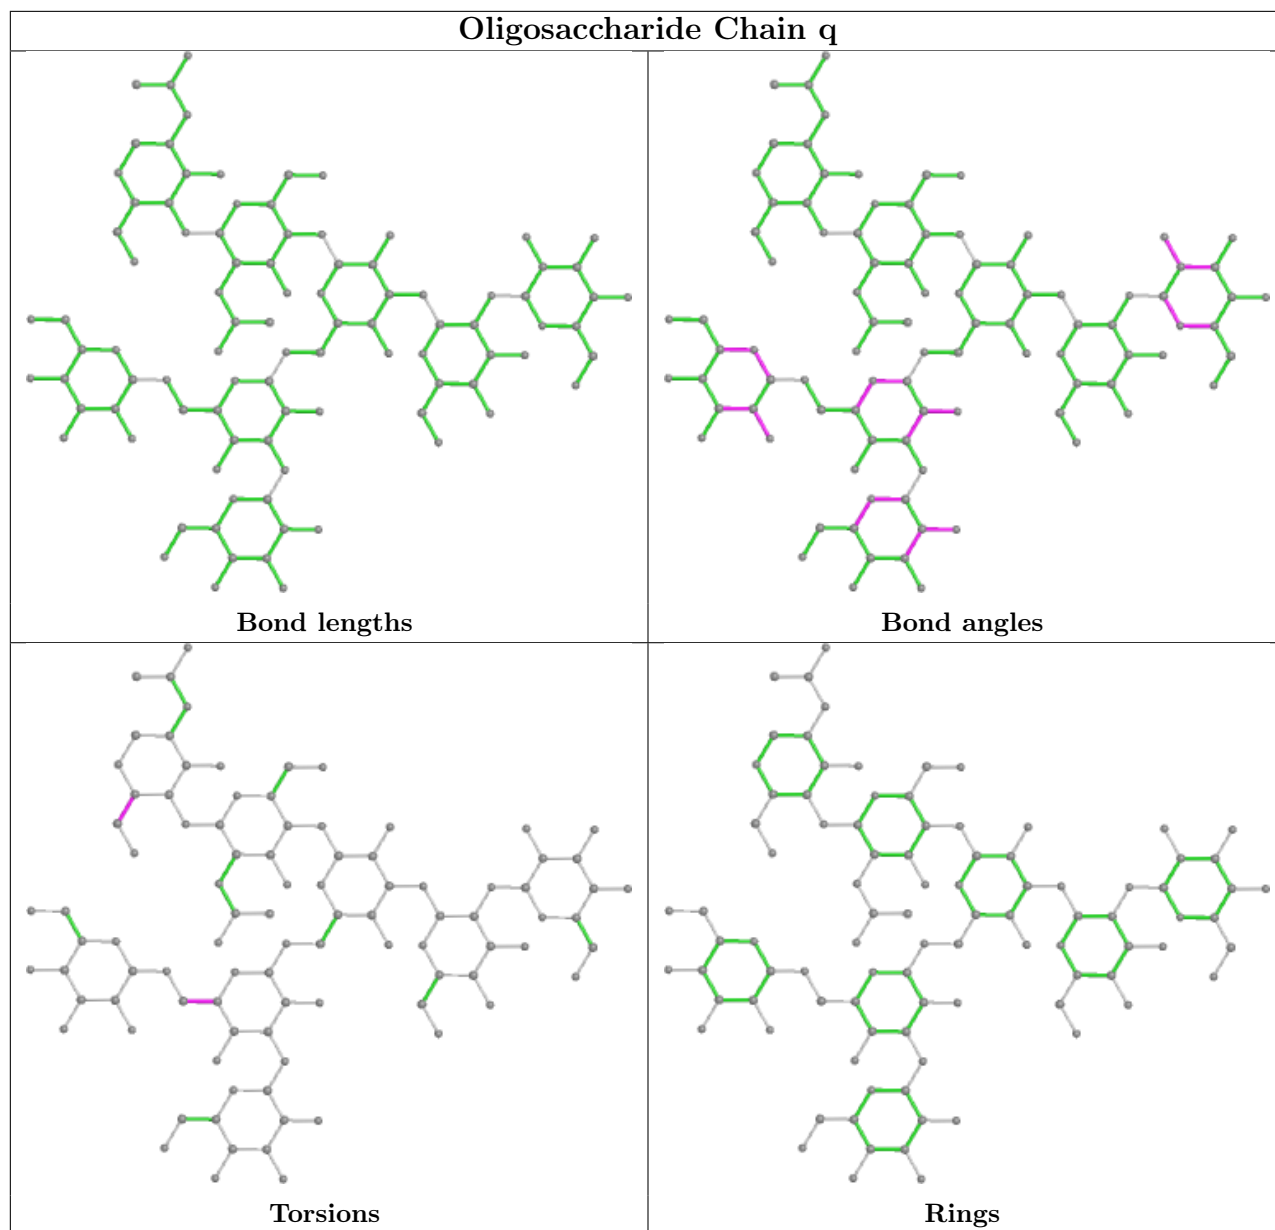 Oligosaccharide Chain q
Bond lengths
Bond angles
Torsions
Rings